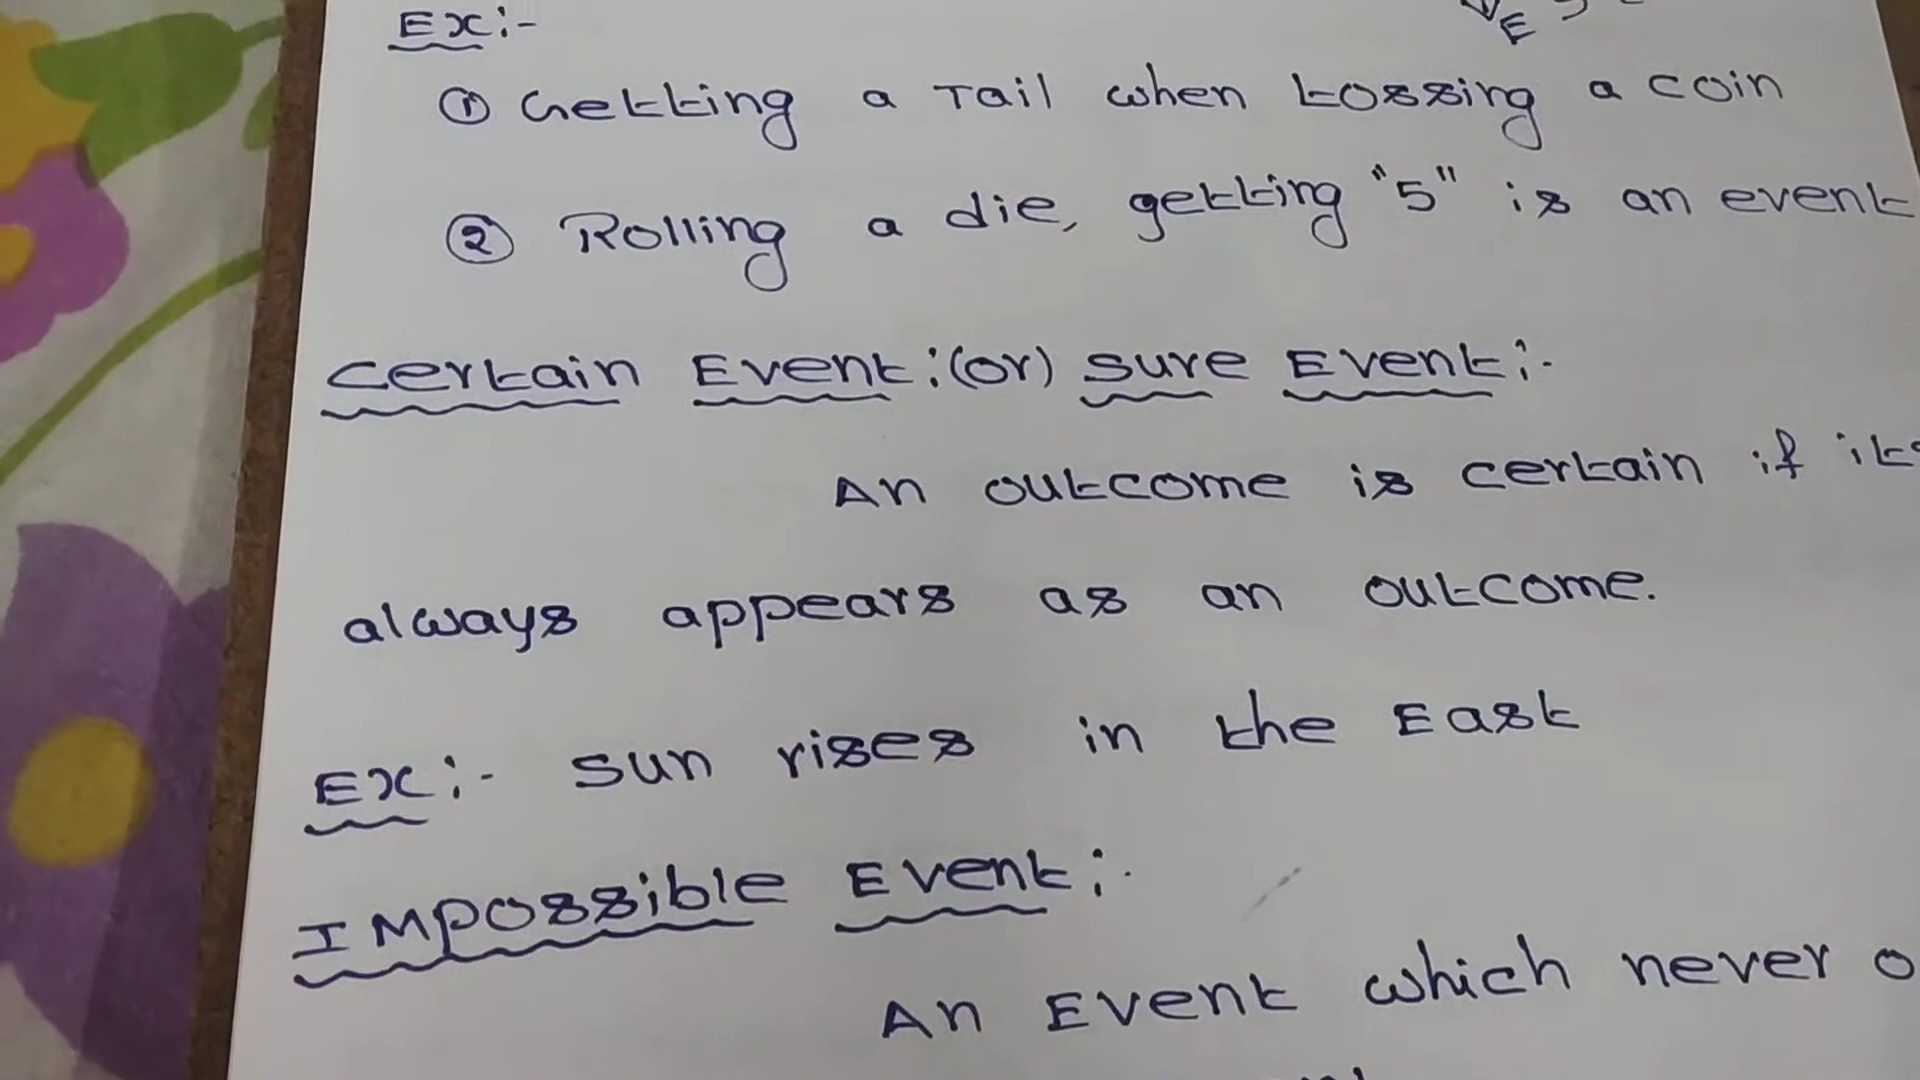 Ex:-
① Getting a Tail when tossing a coin
② Rolling a die, getting "5" is an event
Certain Event:(or) Sure Event:-
An outcome is certain if it
always appears as an outcome.
Ex:- Sun rises in the East
Impossible Event:-
An Event which never